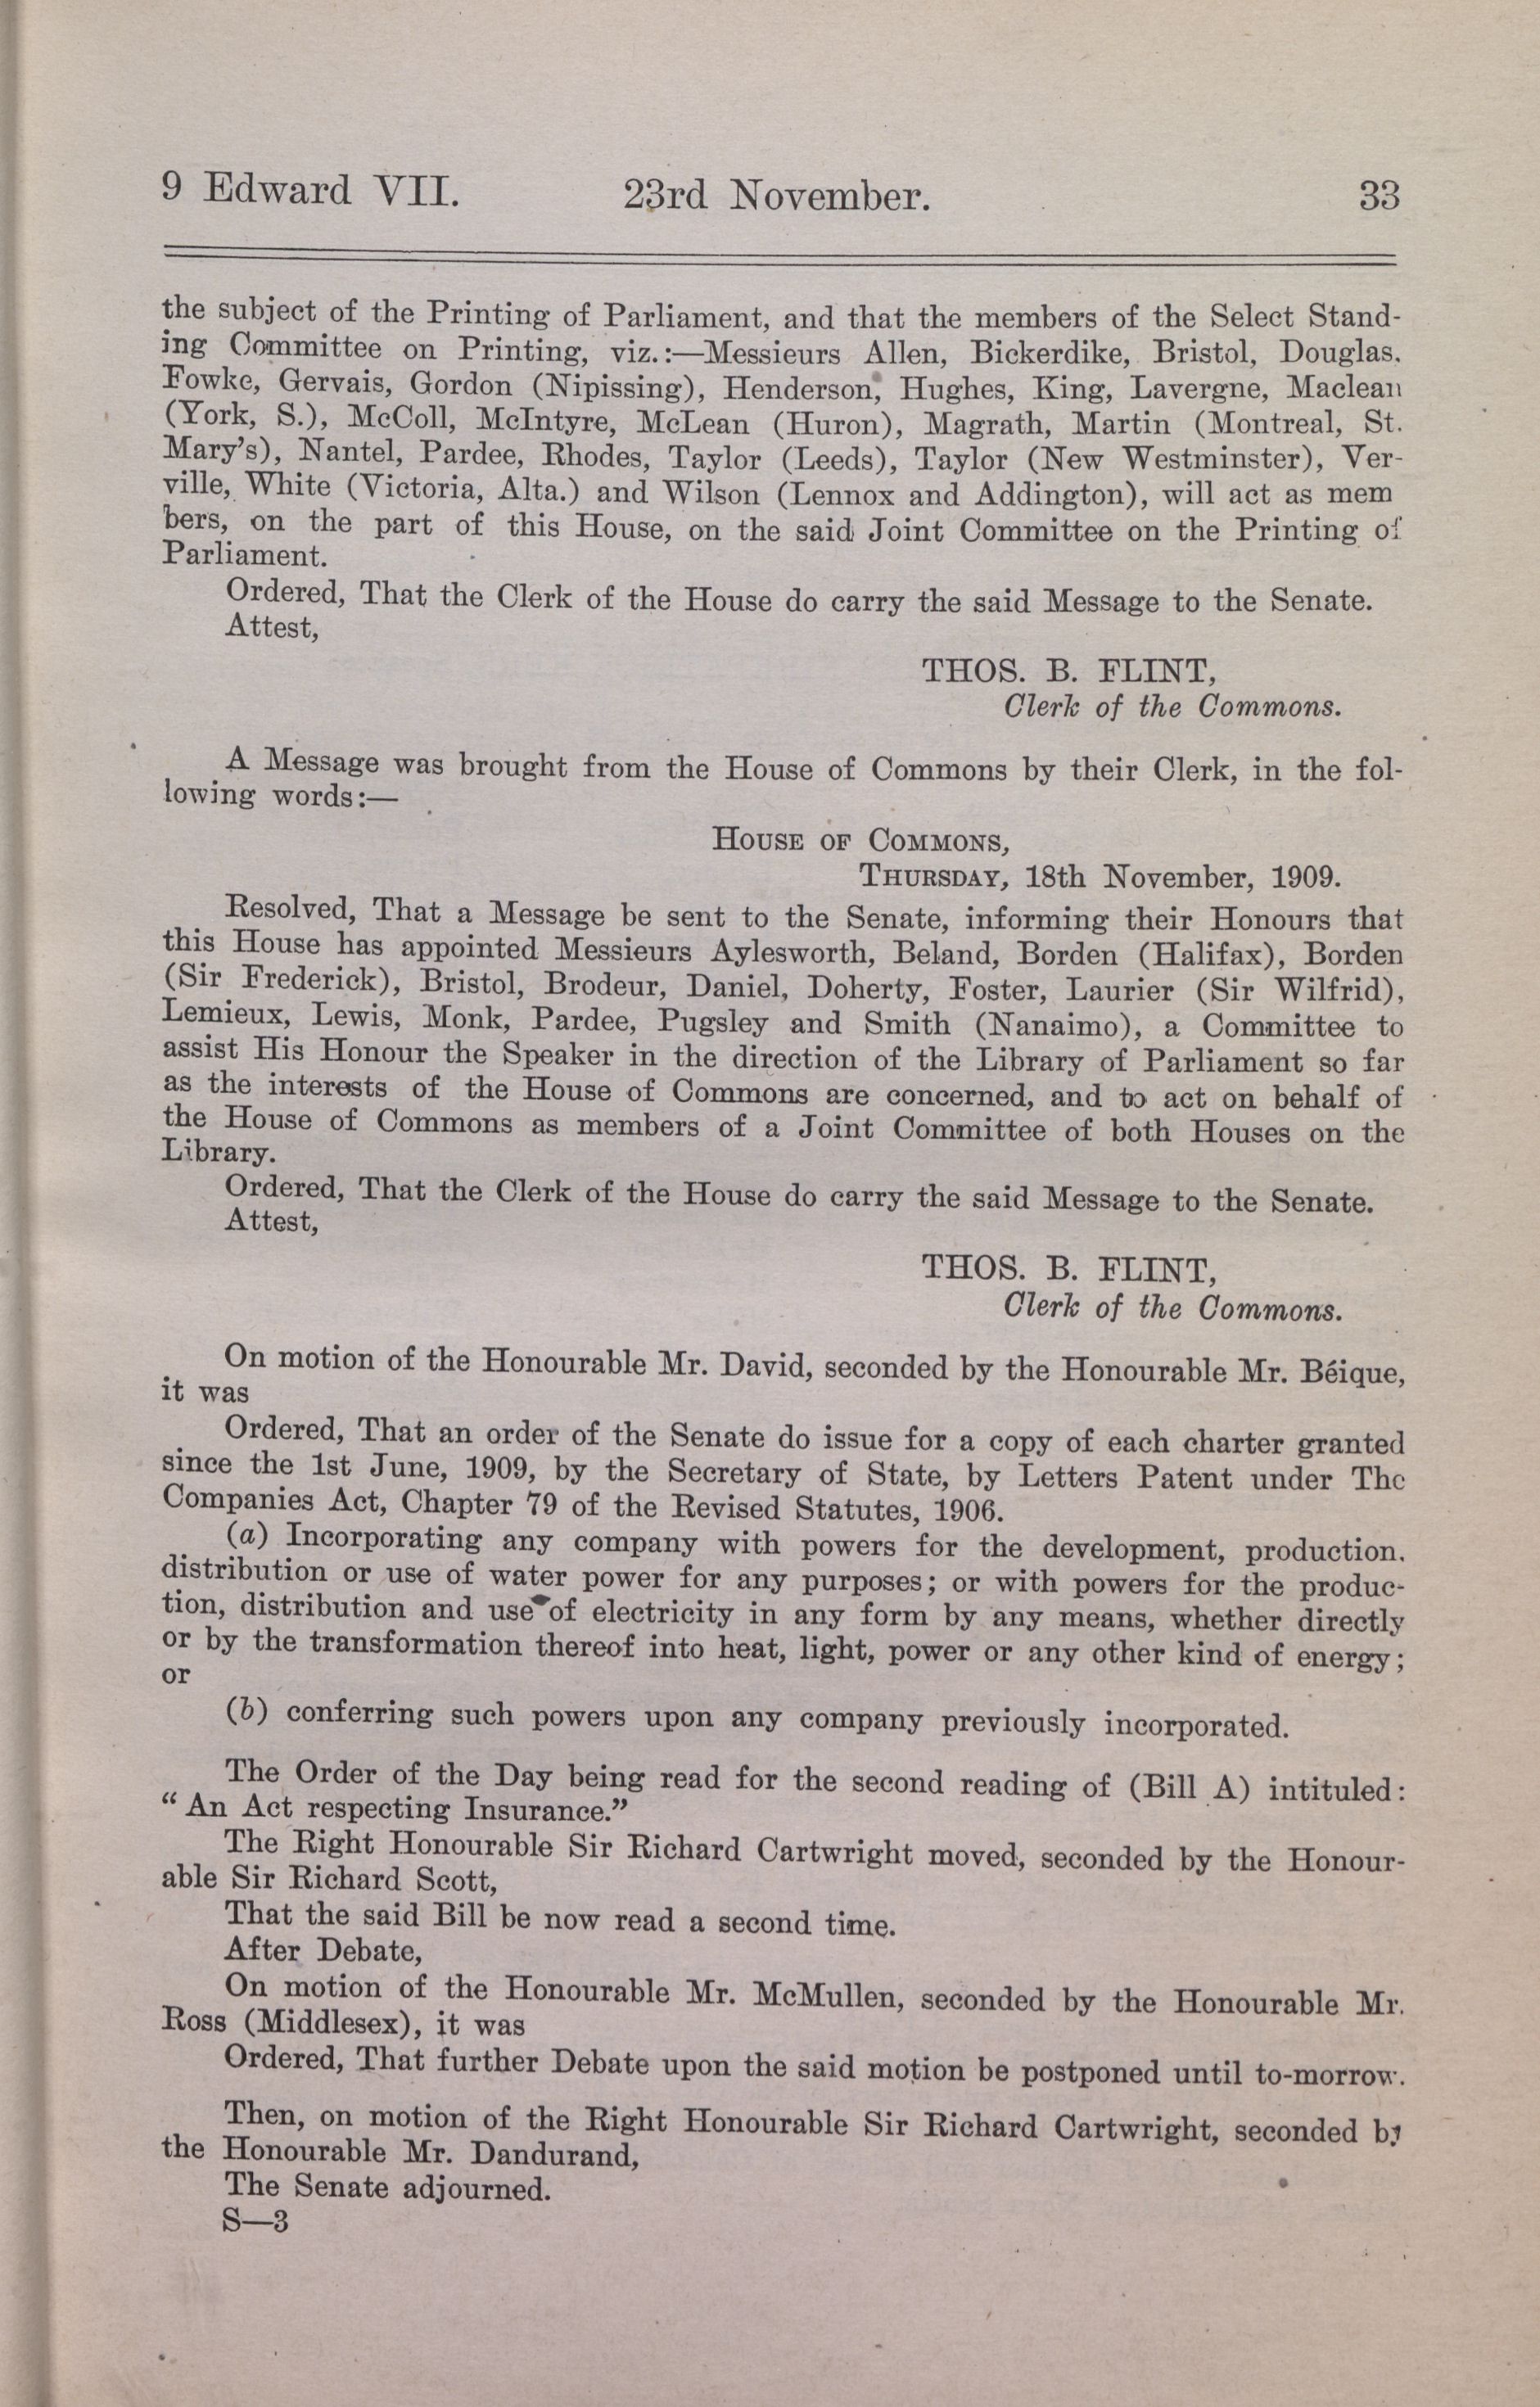 9 Edward VII. 23rd November. 33
the subject of the Printing of Parliament, and that the members of the Select Stand-
ing Committee on Printing, viz.:—Messieurs Allen, Bickerdike, Bristol, Douglas.
Fowke, Gervais, Gordon (Nipissing), Henderson, Hughes, King, Lavergne, Maclean
(York, S.), McColl, McIntyre, McLean (Huron), Magrath, Martin (Montreal, St.
Mary's), Nantel, Pardee, Rhodes, Taylor (Leeds), Taylor (New Westminster), Ver-
ville, White (Victoria, Alta.) and Wilson (Lennox and Addington), will act as mem
bers, on the part of this House, on the said Joint Committee on the Printing of
Parliament.
Ordered, That the Clerk of the House do carry the said Message to the Senate.
Attest,
THOS. B. FLINT,
Clerk of the Commons.
A Message was brought from the House of Commons by their Clerk, in the fol-
lowing words:—
House of Commons,
Thursday, 18th November, 1909.
Resolved, That a Message be sent to the Senate, informing their Honours that
this House has appointed Messieurs Aylesworth, Beland, Borden (Halifax), Borden
(Sir Frederick), Bristol, Brodeur, Daniel, Doherty, Foster, Laurier (Sir Wilfrid),
Lemieux, Lewis, Monk, Pardee, Pugsley and Smith (Nanaimo), a Committee to
assist His Honour the Speaker in the direction of the Library of Parliament so far
as the interests of the House of Commons are concerned, and to act on behalf of
the House of Commons as members of a Joint Committee of both Houses on the
Library.
Ordered, That the Clerk of the House do carry the said Message to the Senate.
Attest,
THOS. B. FLINT,
Clerk of the Commons.
On motion of the Honourable Mr. David, seconded by the Honourable Mr. Béique,
it was
Ordered, That an order of the Senate do issue for a copy of each charter granted
since the 1st June, 1909, by the Secretary of State, by Letters Patent under The
Companies Act, Chapter 79 of the Revised Statutes, 1906.
(a) Incorporating any company with powers for the development, production.
distribution or use of water power for any purposes; or with powers for the produc-
tion, distribution and use of electricity in any form by any means, whether directly
or by the transformation thereof into heat, light, power or any other kind of energy;
or
(b) conferring such powers upon any company previously incorporated.
The Order of the Day being read for the second reading of (Bill A) intituled:
“An Act respecting Insurance.”
The Right Honourable Sir Richard Cartwright moved, seconded by the Honour-
able Sir Richard Scott,
That the said Bill be now read a second time.
After Debate,
On motion of the Honourable Mr. McMullen, seconded by the Honourable Mr.
Ross (Middlesex), it was
Ordered, That further Debate upon the said motion be postponed until to-morrow.
Then, on motion of the Right Honourable Sir Richard Cartwright, seconded by
the Honourable Mr. Dandurand,
The Senate adjourned.
S—3